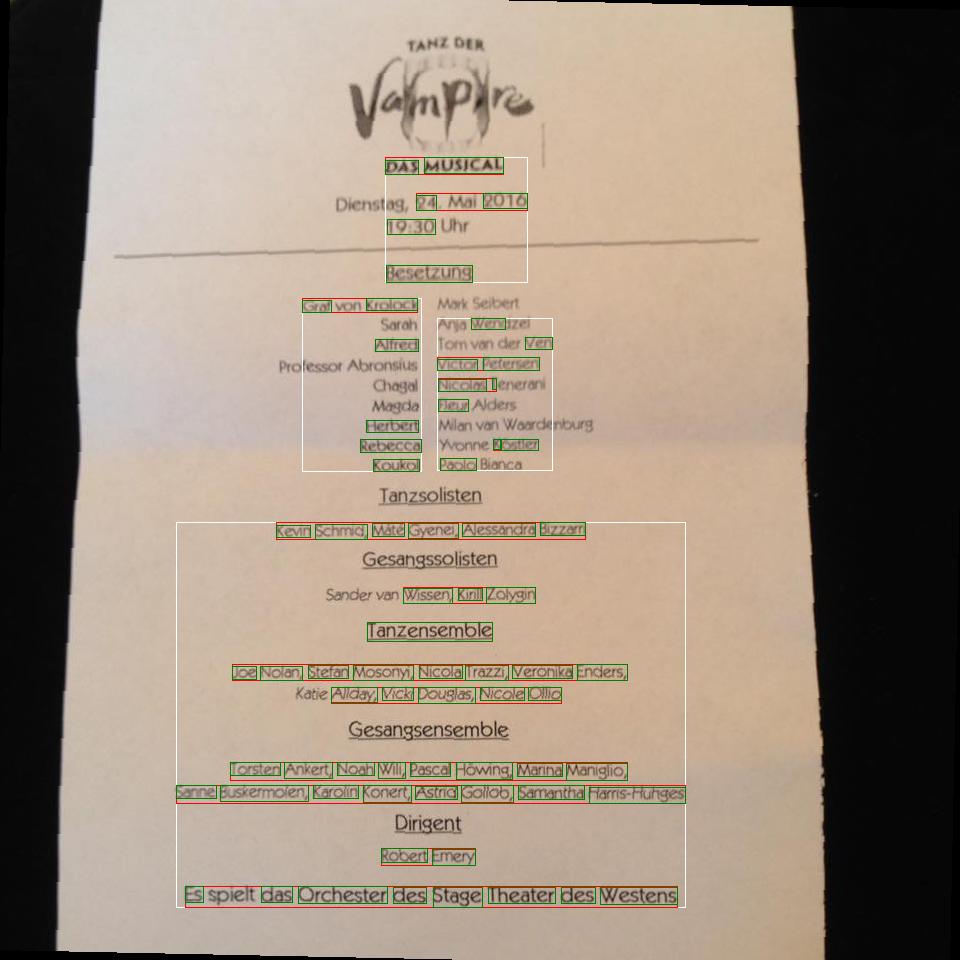 TANZ DER
Vampire
DAS MUSICAL
Dienstag, 24. Mai 2016
19:30 Uhr
Besetzung
Graf von Krolock Mark Seibert
Sarah Anja Wendzel
Alfred Tom van der Ven
Professor Abronsius Victor Petersen
Chagal Nicolas Tenerani
Magda Fleur Alders
Herbert Milan van Waardenburg
Rebecca Yvonne Köstler
Koukol Paolo Bianca
Tanzsolisten
Kevin Schmid, Máté Gyenei, Alessandra Bizzarri
Gesangssolisten
Sander van Wissen, Kirill Zolygin
Tanzensemble
Joe Nolan, Stefan Mosonyi, Nicola Trazzi, Veronika Enders,
Katie Allday, Vicki Douglas, Nicole Ollio
Gesangsensemble
Torsten Ankert, Noah Wili, Pascal Höwing, Marina Maniglio,
Sanne Buskermolen, Karolin Konert, Astrid Gollob, Samantha Harris-Huhges
Dirigent
Robert Emery
Es spielt das Orchester des Stage Theater des Westens